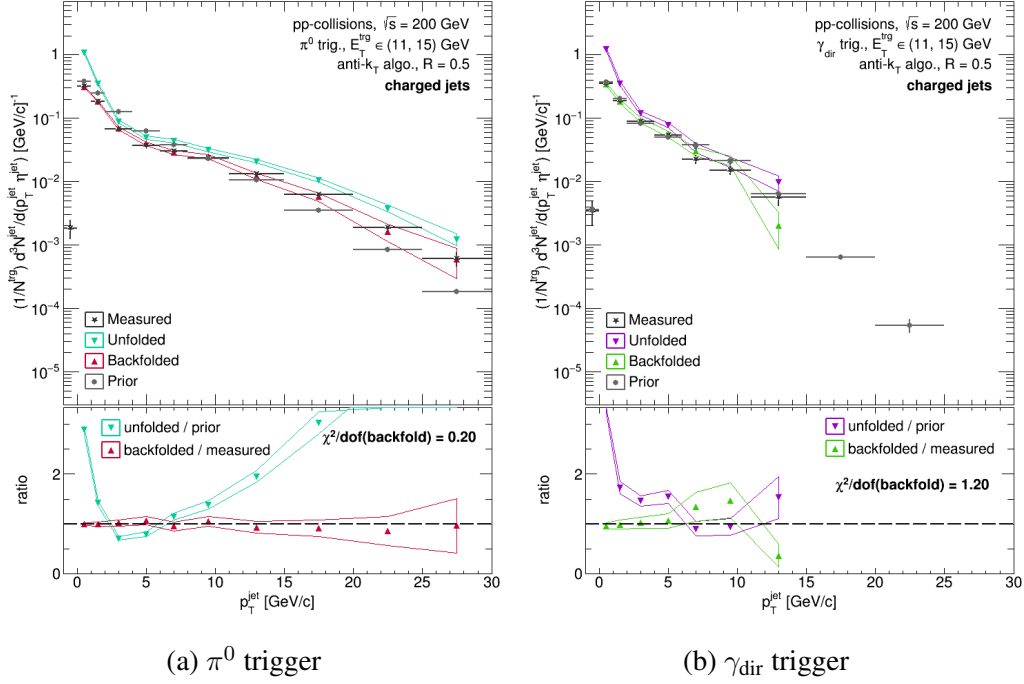 pp-collisions, √s = 200 GeV
π⁰ trig., E_T^trg ∈ (11, 15) GeV
anti-k_T algo., R = 0.5
charged jets
(1/N^trg) d³N^jet/d(p_T^jet η^jet) [GeV/c]⁻¹
1
10⁻¹
10⁻²
10⁻³
10⁻⁴
10⁻⁵
Measured
Unfolded
Backfolded
Prior
unfolded / prior
backfolded / measured
χ²/dof(backfold) = 0.20
ratio
2
1
0
0 5 10 15 20 25 30
p_T^jet [GeV/c]
(a) π⁰ trigger
pp-collisions, √s = 200 GeV
γ_dir trig., E_T^trg ∈ (11, 15) GeV
anti-k_T algo., R = 0.5
charged jets
(1/N^trg) d³N^jet/d(p_T^jet η^jet) [GeV/c]⁻¹
1
10⁻¹
10⁻²
10⁻³
10⁻⁴
10⁻⁵
Measured
Unfolded
Backfolded
Prior
unfolded / prior
backfolded / measured
χ²/dof(backfold) = 1.20
ratio
2
1
0
0 5 10 15 20 25 30
p_T^jet [GeV/c]
(b) γ_dir trigger